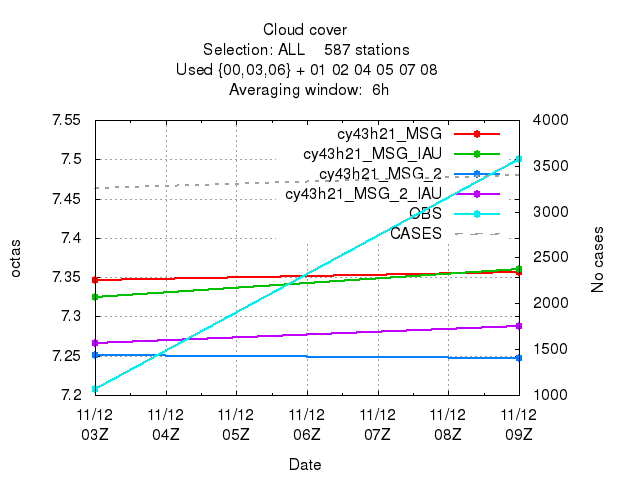 Cloud cover
Selection: ALL    587 stations
Used {00,03,06} + 01 02 04 05 07 08
Averaging window:  6h
7.55
7.5
7.45
7.4
7.35
7.3
7.25
7.2
octas
4000
3500
3000
2500
2000
1500
1000
No cases
cy43h21_MSG
cy43h21_MSG_IAU
cy43h21_MSG_2
cy43h21_MSG_2_IAU
OBS
CASES
11/12 11/12 11/12 11/12 11/12 11/12 11/12
03Z 04Z 05Z 06Z 07Z 08Z 09Z
Date